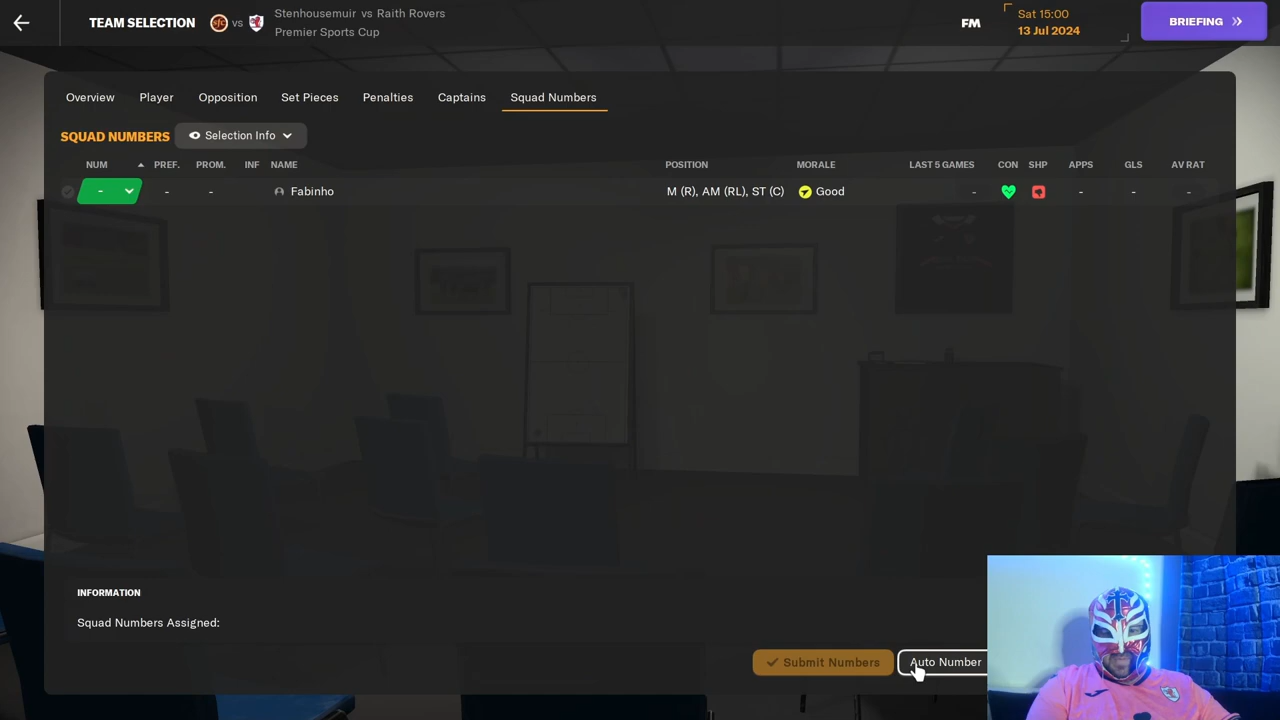 TEAM SELECTION
vs
Stenhousemuir vs Raith Rovers
Premier Sports Cup
FM
Sat 15:00
13 Jul 2024
BRIEFING
Overview Player Opposition Set Pieces Penalties Captains Squad Numbers
SQUAD NUMBERS
Selection Info
NUM PREF. PROM. INF NAME POSITION MORALE LAST 5 GAMES CON SHP APPS GLS AV RAT
- - - Fabinho M (R), AM (RL), ST (C) Good - - - -
INFORMATION
Squad Numbers Assigned:
Submit Numbers
Auto Number